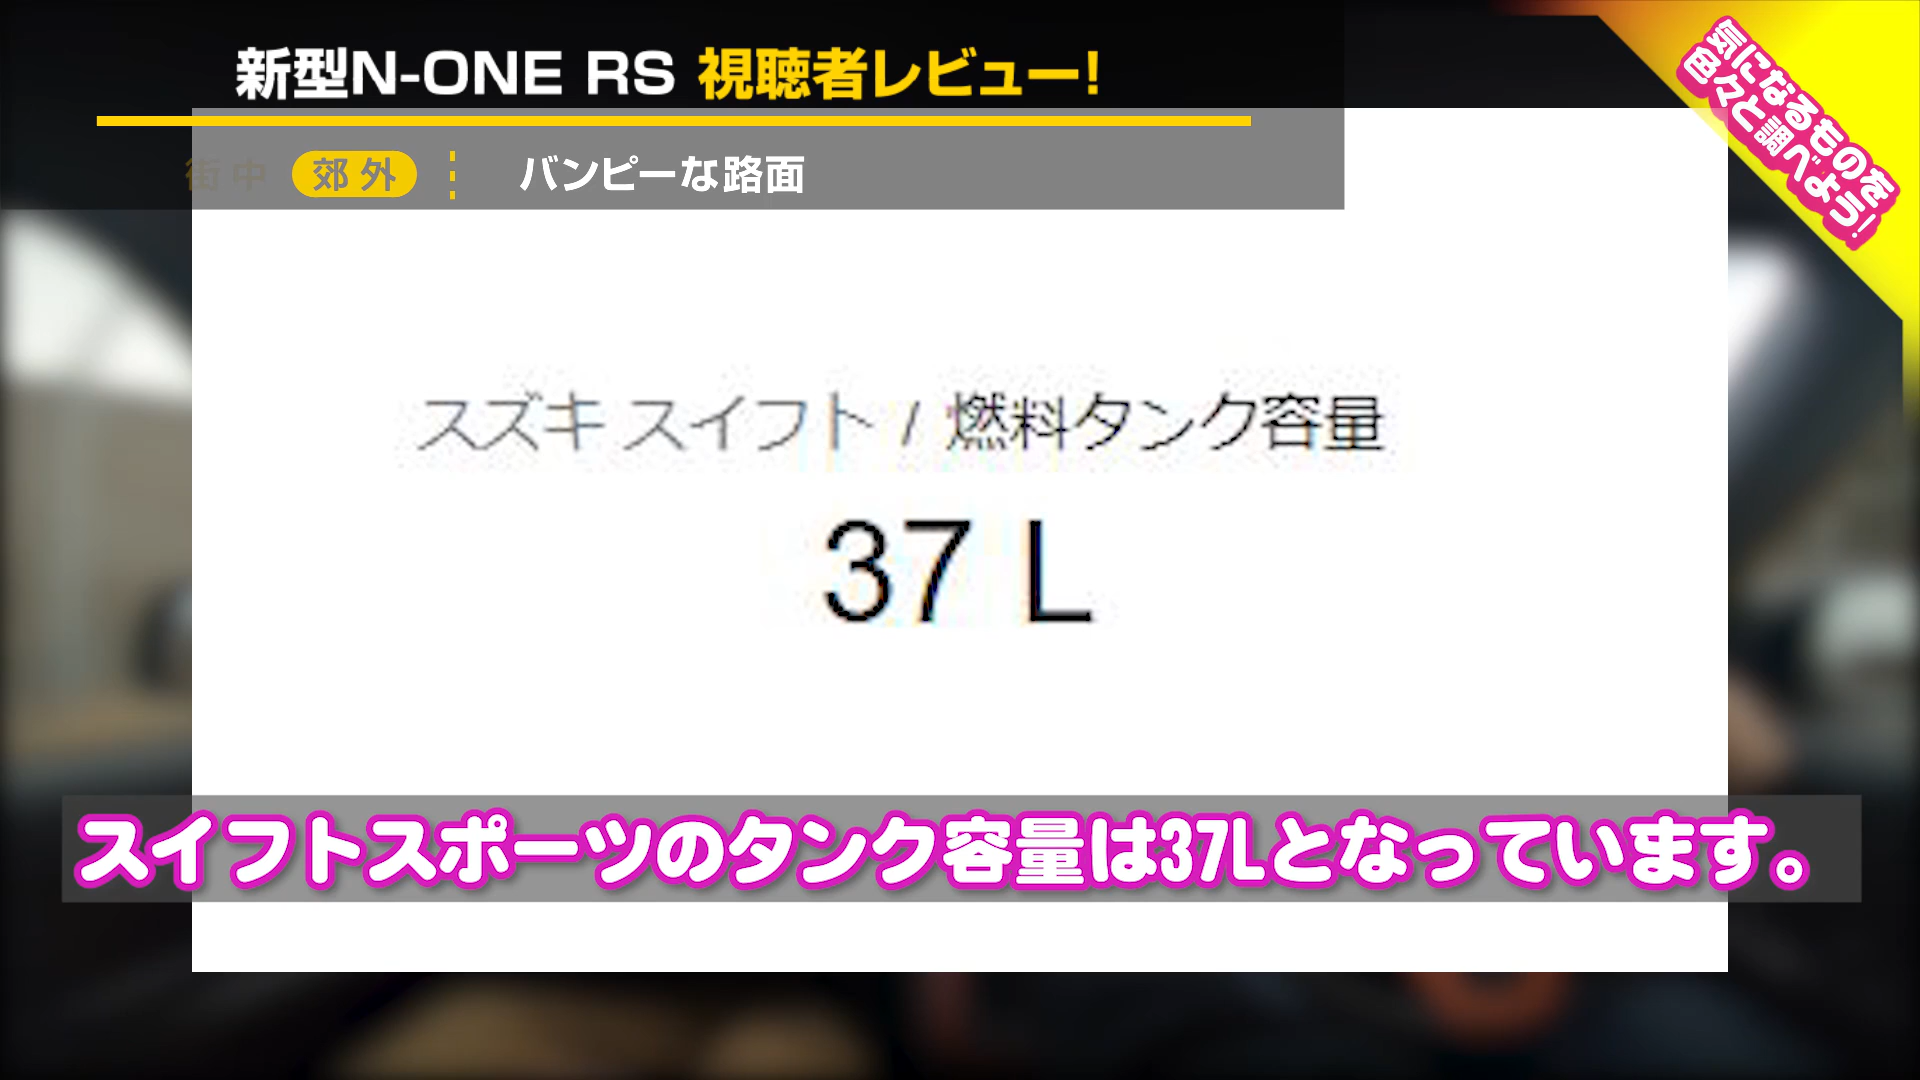 新型N-ONE RS 視聴者レビュー!
気になるものを
色々と調べよう!
街中 郊外 バンピーな路面
スズキ スイフト / 燃料タンク容量
37 L
スイフトスポーツのタンク容量は37Lとなっています。